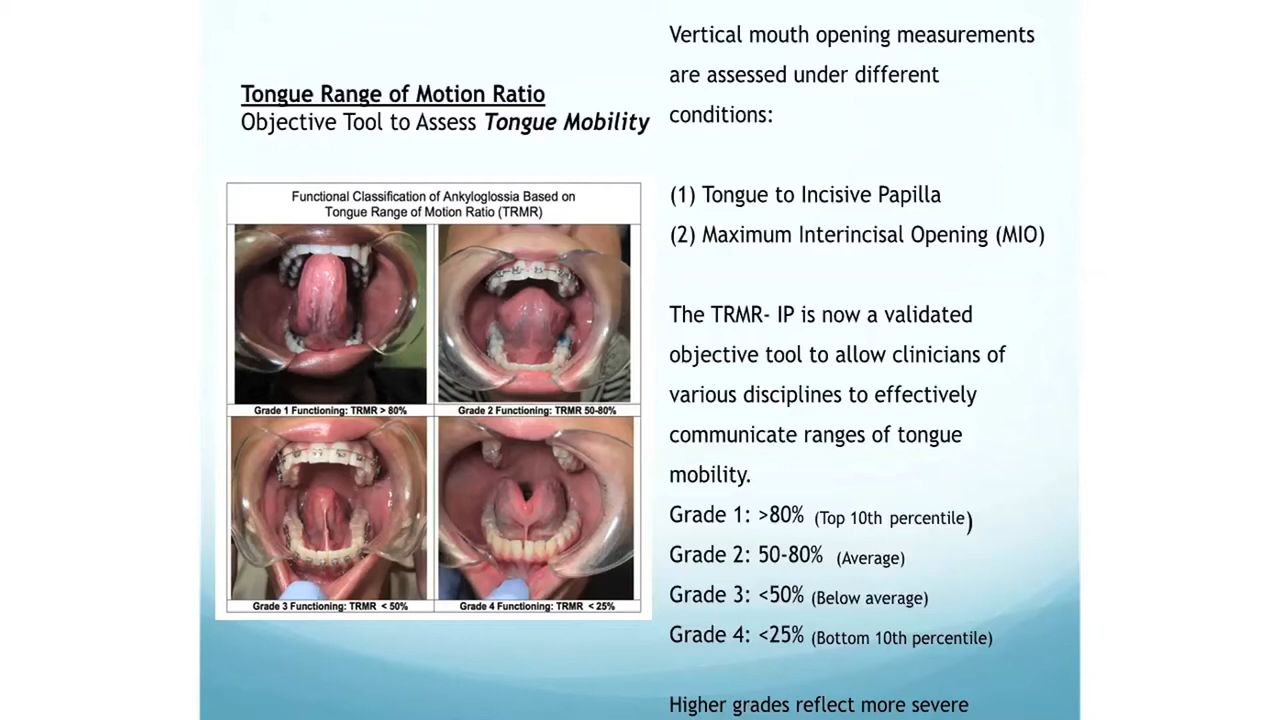 Tongue Range of Motion Ratio
Objective Tool to Assess Tongue Mobility
Functional Classification of Ankyloglossia Based on
Tongue Range of Motion Ratio (TRMR)
Grade 1 Functioning: TRMR > 80%
Grade 2 Functioning: TRMR 50-80%
Grade 3 Functioning: TRMR < 50%
Grade 4 Functioning: TRMR < 25%
Vertical mouth opening measurements
are assessed under different
conditions:
(1) Tongue to Incisive Papilla
(2) Maximum Interincisal Opening (MIO)
The TRMR- IP is now a validated
objective tool to allow clinicians of
various disciplines to effectively
communicate ranges of tongue
mobility.
Grade 1: >80% (Top 10th percentile)
Grade 2: 50-80% (Average)
Grade 3: <50% (Below average)
Grade 4: <25% (Bottom 10th percentile)
Higher grades reflect more severe